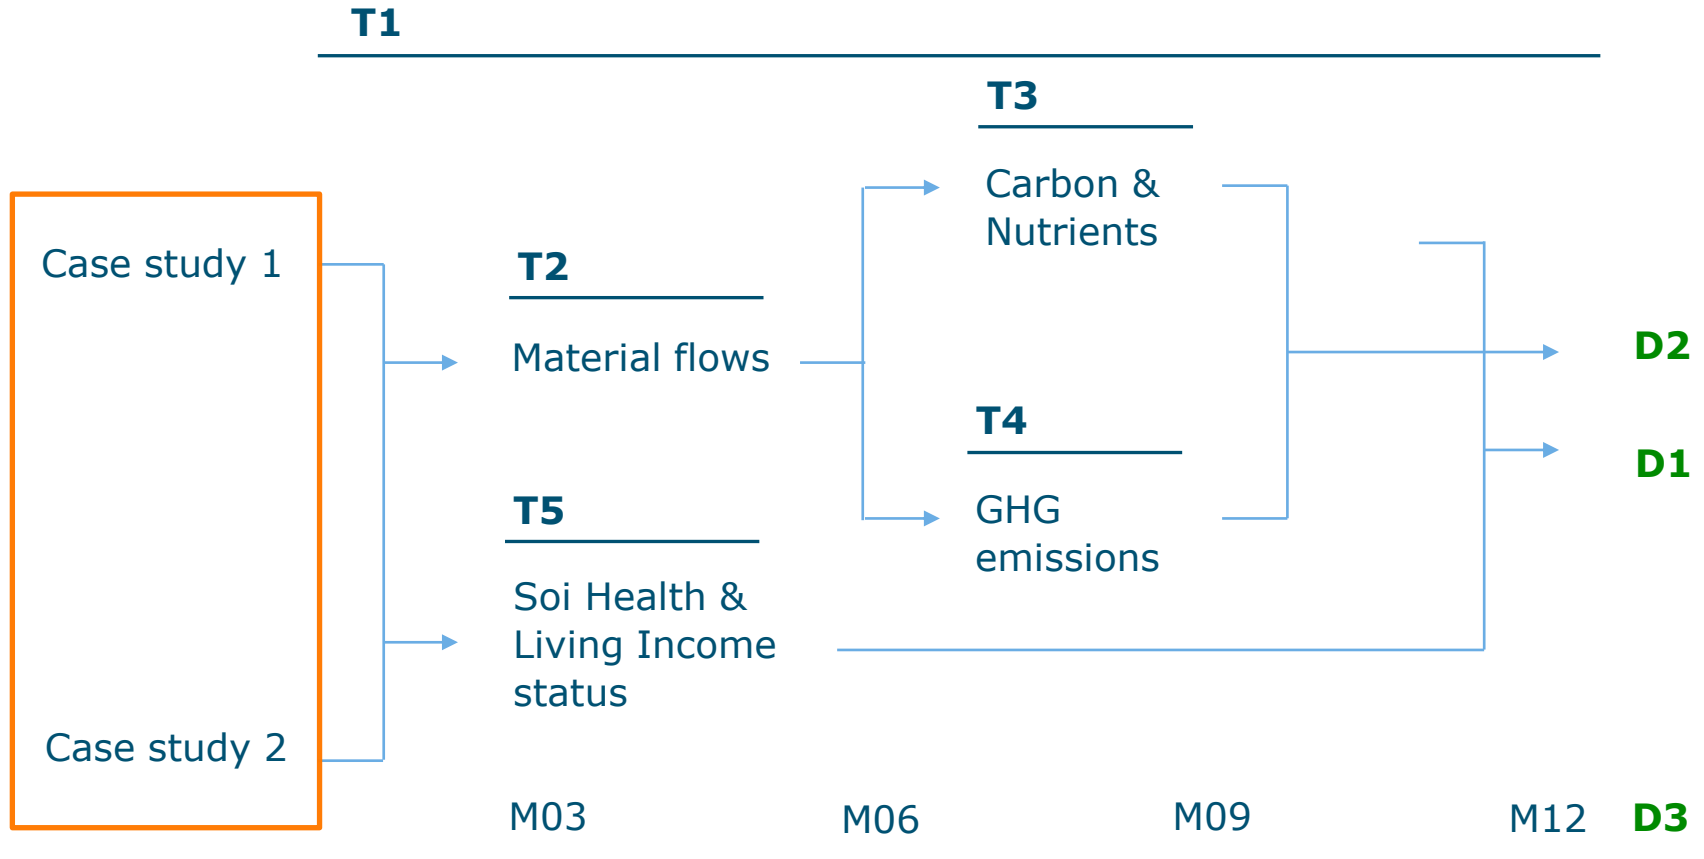 T1
T3
Carbon &
Nutrients
Case study 1
T2
Material flows
D2
T4
D1
GHG
emissions
T5
Soi Health &
Living Income
status
Case study 2
M03
M06
M09
M12
D3